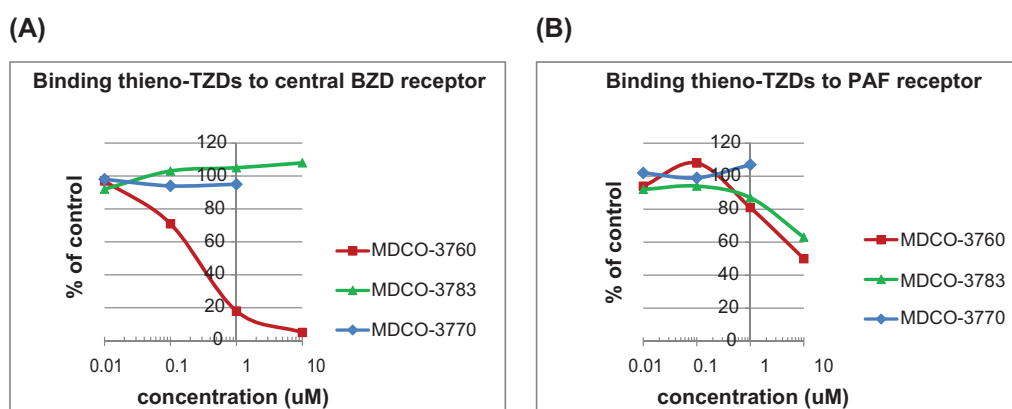 (A)
Binding thieno-TZDs to central BZD receptor
% of control
120
100
80
60
40
20
0
0.01 0.1 1 10
concentration (uM)
MDCO-3760
MDCO-3783
MDCO-3770
(B)
Binding thieno-TZDs to PAF receptor
% of control
120
100
80
60
40
20
0
0.01 0.1 1 10
concentration (uM)
MDCO-3760
MDCO-3783
MDCO-3770